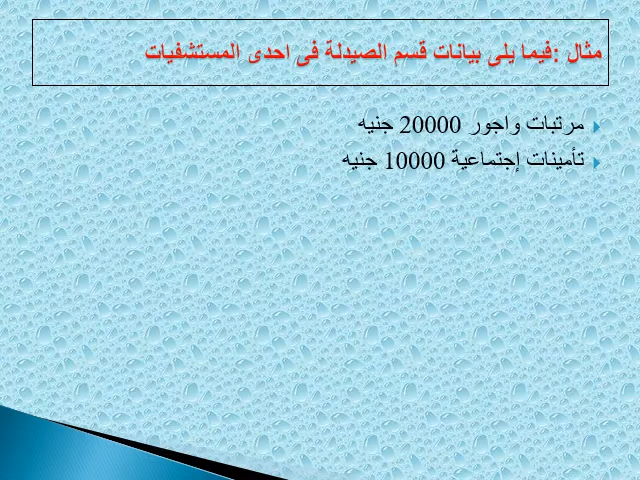 مثال :فيما يلى بيانات قسم الصيدلة فى احدى المستشفيات
مرتبات واجور 20000 جنيه
تأمينات إجتماعية 10000 جنيه